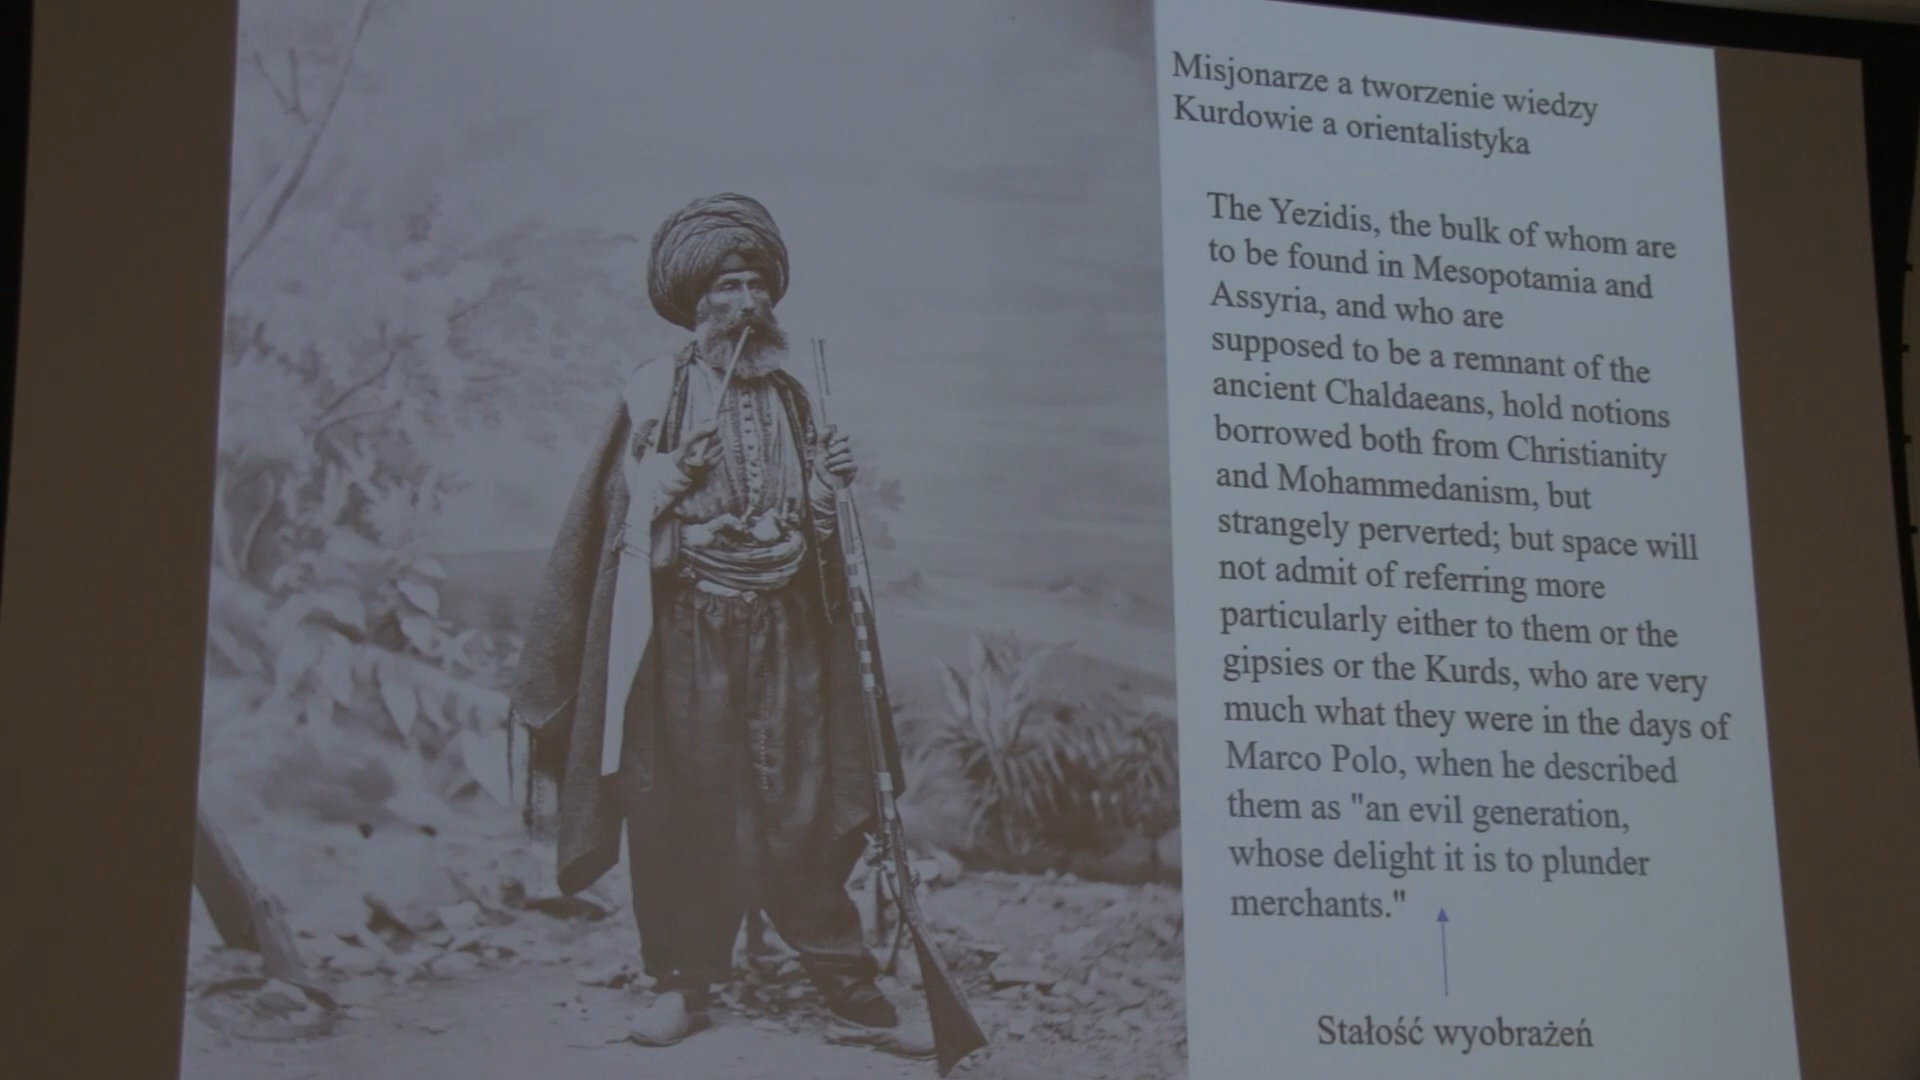 Misjonarze a tworzenie wiedzy
Kurdowie a orientalistyka
The Yezidis, the bulk of whom are
to be found in Mesopotamia and
Assyria, and who are
supposed to be a remnant of the
ancient Chaldaeans, hold notions
borrowed both from Christianity
and Mohammedanism, but
strangely perverted; but space will
not admit of referring more
particularly either to them or the
gipsies or the Kurds, who are very
much what they were in the days of
Marco Polo, when he described
them as "an evil generation,
whose delight it is to plunder
merchants."
Stałość wyobrażeń